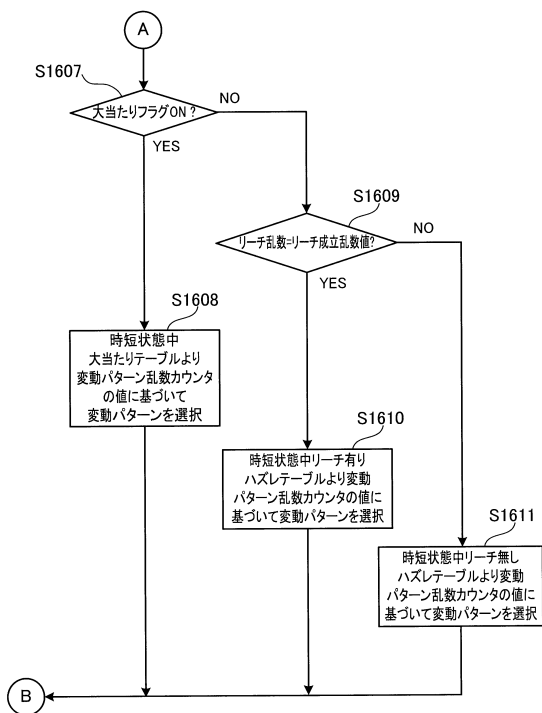 A
S1607
大当たりフラグON？
NO
YES
S1609
リーチ乱数=リーチ成立乱数値?
NO
YES
S1608
時短状態中
大当たりテーブルより
変動パターン乱数カウンタ
の値に基づいて
変動パターンを選択
S1610
時短状態中リーチ有り
ハズレテーブルより変動
パターン乱数カウンタの値に
基づいて変動パターンを選択
S1611
時短状態中リーチ無し
ハズレテーブルより変動
パターン乱数カウンタの値に
基づいて変動パターンを選択
B